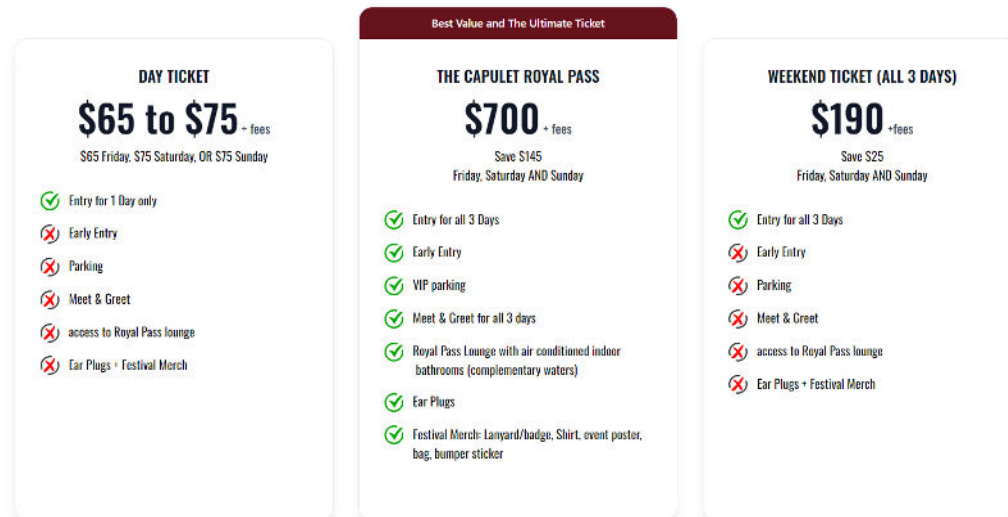 Best Value and The Ultimate Ticket
DAY TICKET
$65 to $75 + fees
$65 Friday, $75 Saturday, OR $75 Sunday
Entry for 1 Day only
Early Entry
Parking
Meet & Greet
access to Royal Pass lounge
Ear Plugs + Festival Merch
THE CAPULET ROYAL PASS
$700 + fees
Save $145
Friday, Saturday AND Sunday
Entry for all 3 Days
Early Entry
VIP parking
Meet & Greet for all 3 days
Royal Pass Lounge with air conditioned indoor
bathrooms (complementary waters)
Ear Plugs
Festival Merch: Lanyard/badge, Shirt, event poster,
bag, bumper sticker
WEEKEND TICKET (ALL 3 DAYS)
$190 +fees
Save $25
Friday, Saturday AND Sunday
Entry for all 3 Days
Early Entry
Parking
Meet & Greet
access to Royal Pass lounge
Ear Plugs + Festival Merch